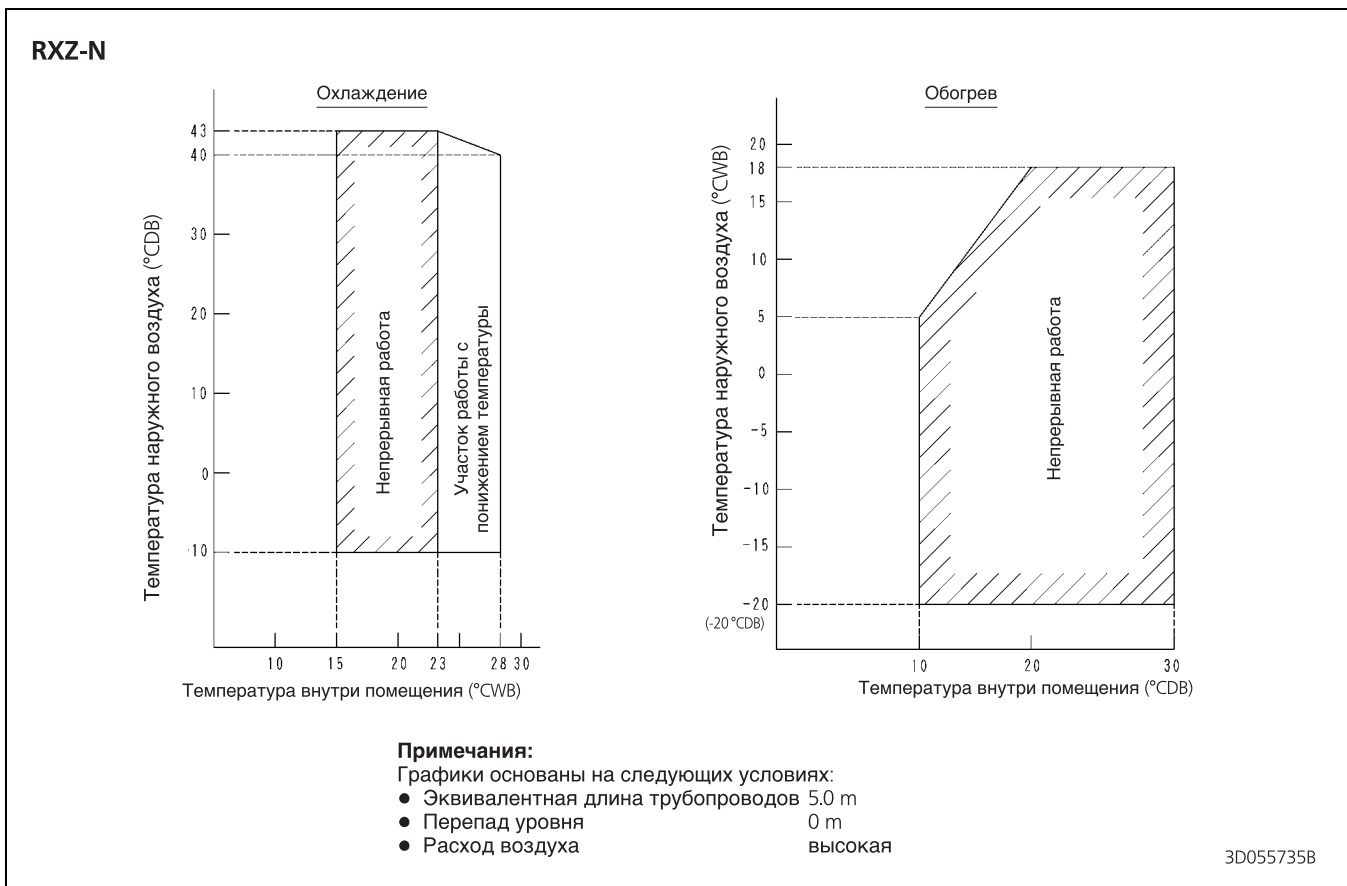 RXZ-N
Охлаждение
Температура наружного воздуха (°CDB)
43
40
30
20
10
0
-10
Непрерывная работа
Участок работы с
понижением температуры
10 15 20 23 28 30
Температура внутри помещения (°CWB)
Обогрев
Температура наружного воздуха (°CWB)
20
18
15
10
5
0
-5
-10
-15
-20
(-20 °CDB)
Непрерывная работа
10 20 30
Температура внутри помещения (°CDB)
Примечания:
Графики основаны на следующих условиях:
● Эквивалентная длина трубопроводов 5.0 m
● Перепад уровня 0 m
● Расход воздуха высокая
3D055735B